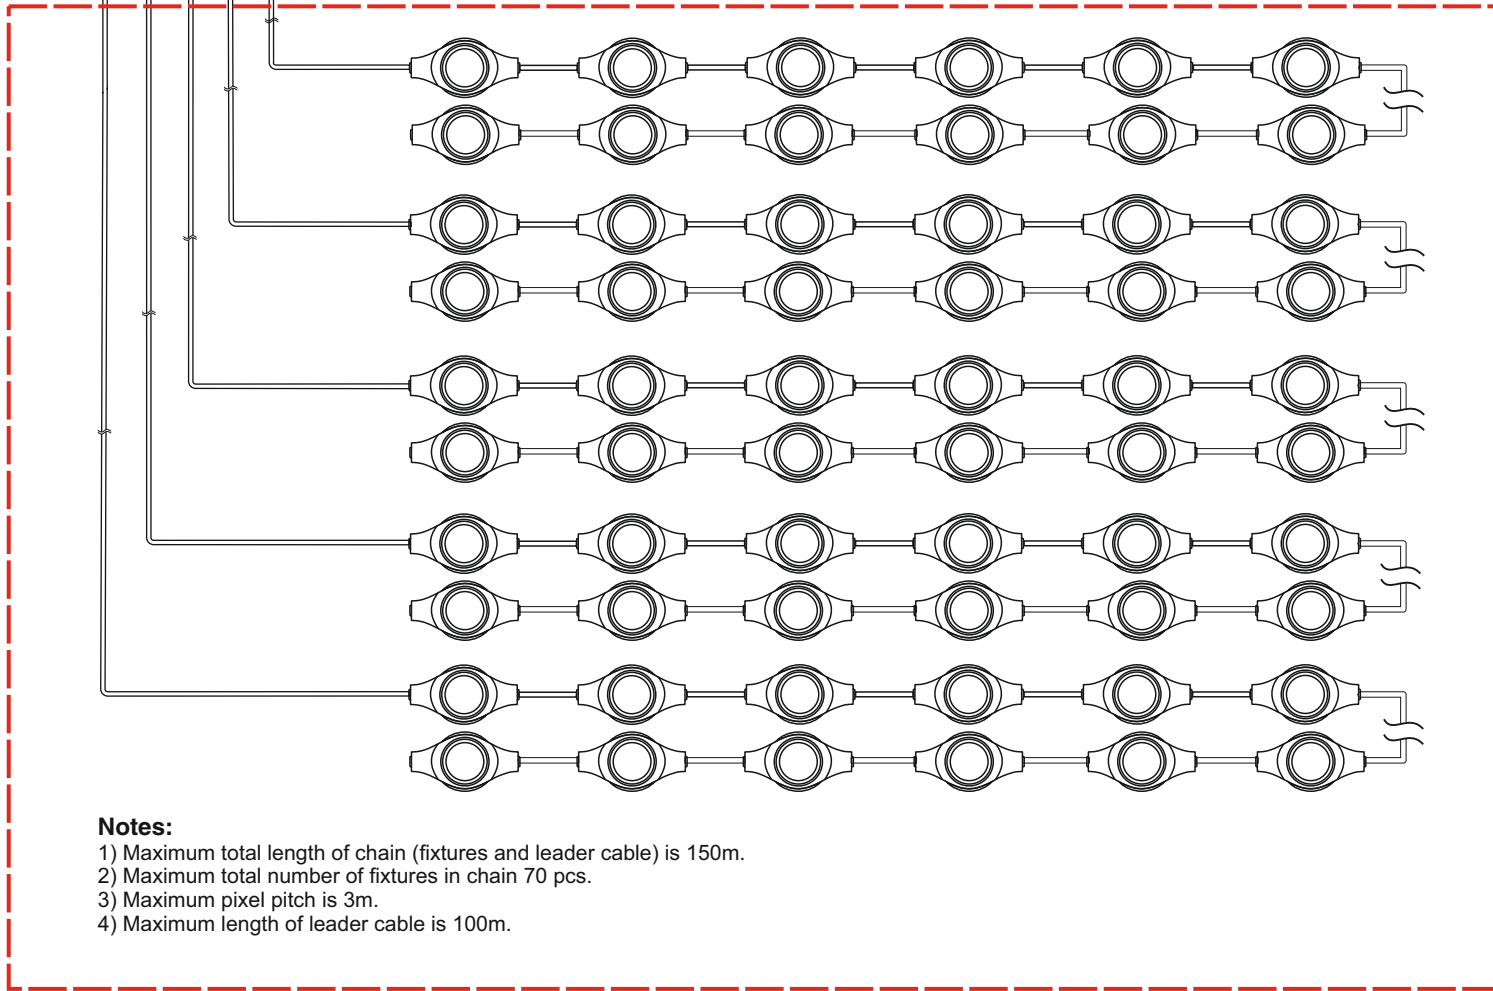 Notes:
1) Maximum total length of chain (fixtures and leader cable) is 150m.
2) Maximum total number of fixtures in chain 70 pcs.
3) Maximum pixel pitch is 3m.
4) Maximum length of leader cable is 100m.